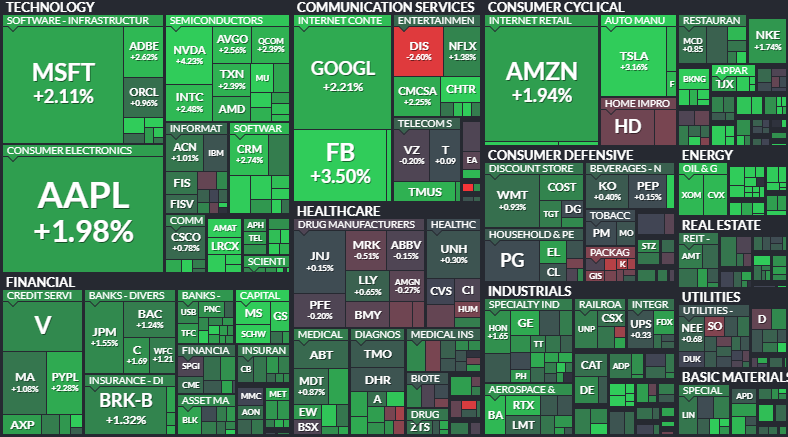 TECHNOLOGY
SOFTWARE - INFRASTRUCTUR
MSFT
+2.11%
ADBE
+2.62%
ORCL
+0.96%
SEMICONDUCTORS
NVDA
+4.23%
AVGO
+2.56%
QCOM
+2.39%
TXN
+2.39%
MU
INTC
+2.48%
AMD
CONSUMER ELECTRONICS
AAPL
+1.98%
INFORMAT
ACN
+1.01%
IBM
FIS
FISV
SOFTWAR
CRM
+2.74%
COMM
CSCO
+0.78%
AMAT
LRCX
APH
TEL
SCIENTI
COMMUNICATION SERVICES
INTERNET CONTE
GOOGL
+2.21%
FB
+3.50%
ENTERTAINMEN
DIS
-2.60%
NFLX
+1.38%
CMCSA
+2.25%
CHTR
TELECOM S
VZ
-0.20%
T
+0.09
EA
TMUS
CONSUMER CYCLICAL
INTERNET RETAIL
AMZN
+1.94%
AUTO MANU
TSLA
+3.16%
F
HOME IMPRO
HD
RESTAURAN
MCD
+0.85
NKE
+1.74%
BKNG
APPAR
TJX
CONSUMER DEFENSIVE
DISCOUNT STORE
WMT
+0.93%
COST
TGT
DG
HOUSEHOLD & PE
PG
EL
CL
BEVERAGES - N
KO
+0.40%
PEP
+0.15%
TOBACC
PM
MO
PACKAG
K
GIS
STZ
ENERGY
OIL & G
XOM
CVX
REAL ESTATE
REIT -
AMT
HEALTHCARE
DRUG MANUFACTURERS
JNJ
+0.15%
MRK
-0.51%
ABBV
-0.15%
PFE
-0.20%
LLY
+0.65%
AMGN
-0.27%
BMY
HEALTHC
UNH
+0.30%
CVS
CI
HUM
MEDICAL
ABT
MDT
+0.87%
EW
BSX
DIAGNOS
TMO
DHR
A
MEDICAL INS
BIOTE
DRUG
ZTS
FINANCIAL
CREDIT SERVI
V
MA
+1.08%
PYPL
+2.28%
AXP
BANKS - DIVERS
JPM
+1.55%
BAC
+1.24%
C
+1.69
WFC
+1.21
INSURANCE - DI
BRK-B
+1.32%
BANKS -
USB
PNC
TFC
CAPITAL
MS
GS
SCHW
FINANCIA
SPGI
CME
INSURAN
CB
ASSET MA
BLK
MMC
AON
MET
INDUSTRIALS
SPECIALTY IND
HON
+1.65
GE
TT
PH
RAILROA
UNP
CSX
INTEGR
UPS
+0.33
FDX
CAT
ADP
DE
AEROSPACE &
BA
RTX
LMT
UTILITIES
UTILITIES -
NEE
+0.68
SO
D
DUK
BASIC MATERIALS
SPECIAL
LIN
APD